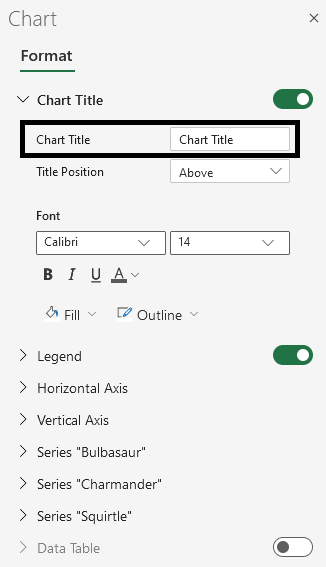 Chart
Format
Chart Title
Chart Title Chart Title
Title Position Above
Font
Calibri 14
B I U A
Fill Outline
Legend
Horizontal Axis
Vertical Axis
Series "Bulbasaur"
Series "Charmander"
Series "Squirtle"
Data Table